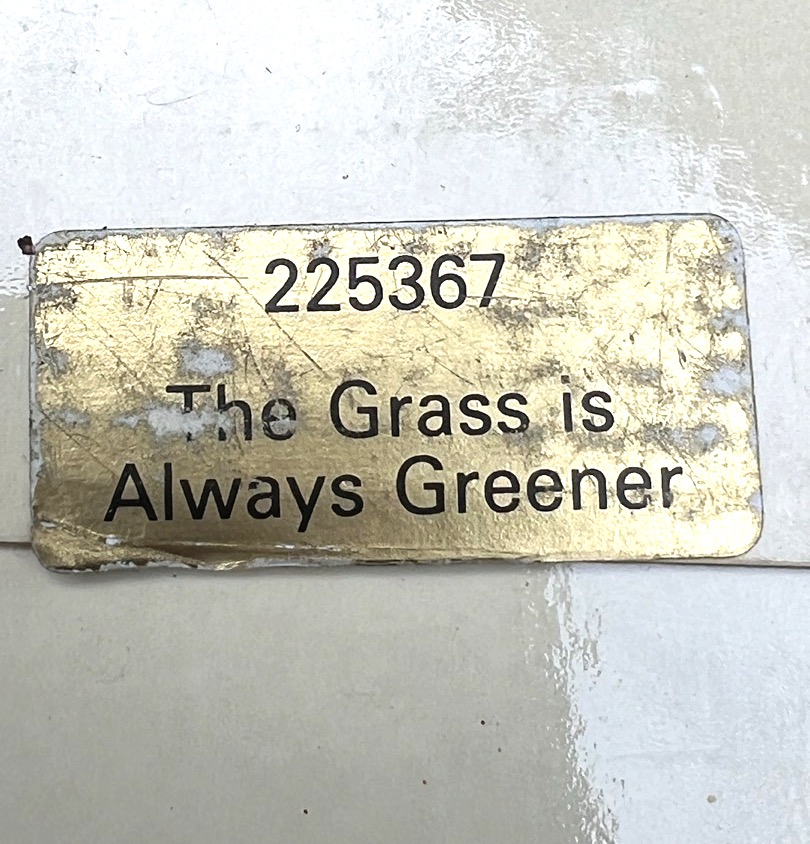 225367
The Grass is
Always Greener